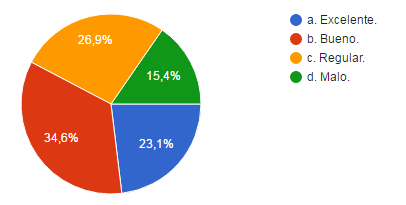 26,9%
15,4%
34,6%
23,1%
a. Excelente.
b. Bueno.
c. Regular.
d. Malo.